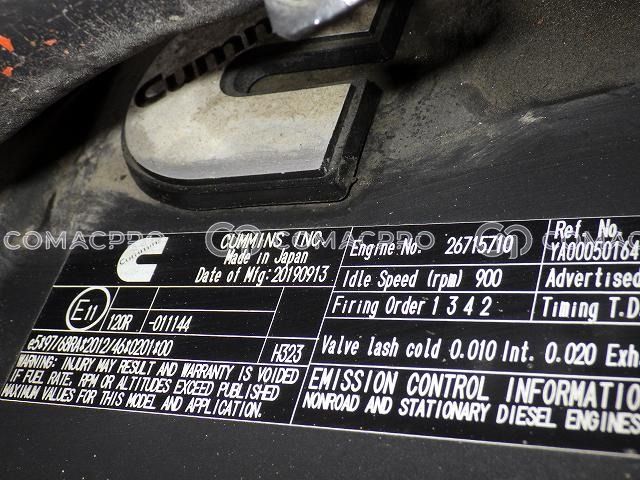 Cummins
COMACPRO COMACPRO COMACPRO
CUMMINS INC
Made in Japan
Date of Mfg:20190913
Engine No. 26715710
Ref. No.
YA00050164
Idle Speed (rpm) 900
Advertised
Firing Order 1 3 4 2
Timing T.D
E11
120R -011144
e5*97/68RA*2012/46*0201*00 H323
Valve lash cold 0.010 Int. 0.020 Exh
WARNING: INJURY MAY RESULT AND WARRANTY IS VOIDED
IF FUEL RATE, RPM OR ALTITUDES EXCEED PUBLISHED
MAXIMUM VALUES FOR THIS MODEL AND APPLICATION.
EMISSION CONTROL INFORMATIO
NONROAD AND STATIONARY DIESEL ENGINES